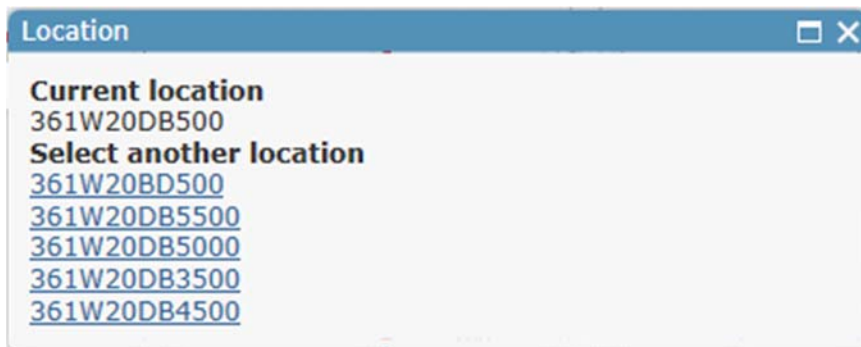 Location
Current location
361W20DB500
Select another location
361W20BD500
361W20DB5500
361W20DB5000
361W20DB3500
361W20DB4500